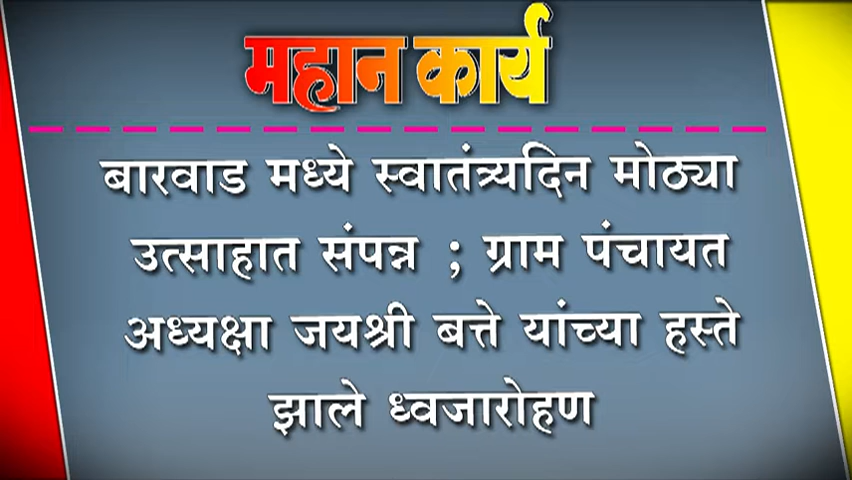 महान कार्य
बारवाड मध्ये स्वातंत्र्यदिन मोठ्या
उत्साहात संपन्न ; ग्राम पंचायत
अध्यक्षा जयश्री बत्ते यांच्या हस्ते
झाले ध्वजारोहण